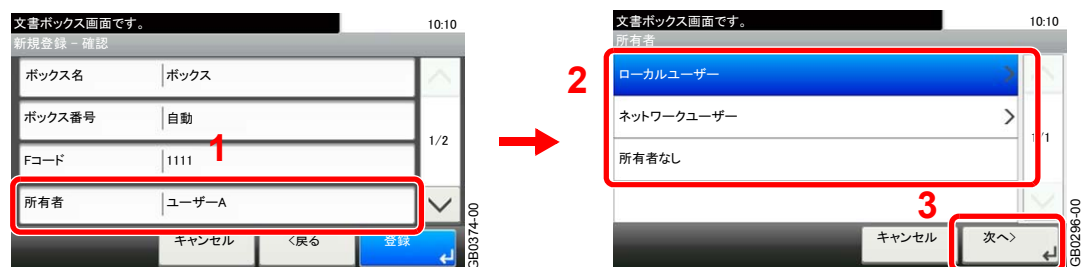 文書ボックス画面です。 10:10
新規登録 - 確認
ボックス名 ボックス
ボックス番号 自動
1/2
Fコード 1111
1
所有者 ユーザーA
キャンセル <戻る 登録
GB0374-00
文書ボックス画面です。 10:10
所有者
2
ローカルユーザー
ネットワークユーザー
1/1
所有者なし
3
キャンセル 次へ>
GB0296-00